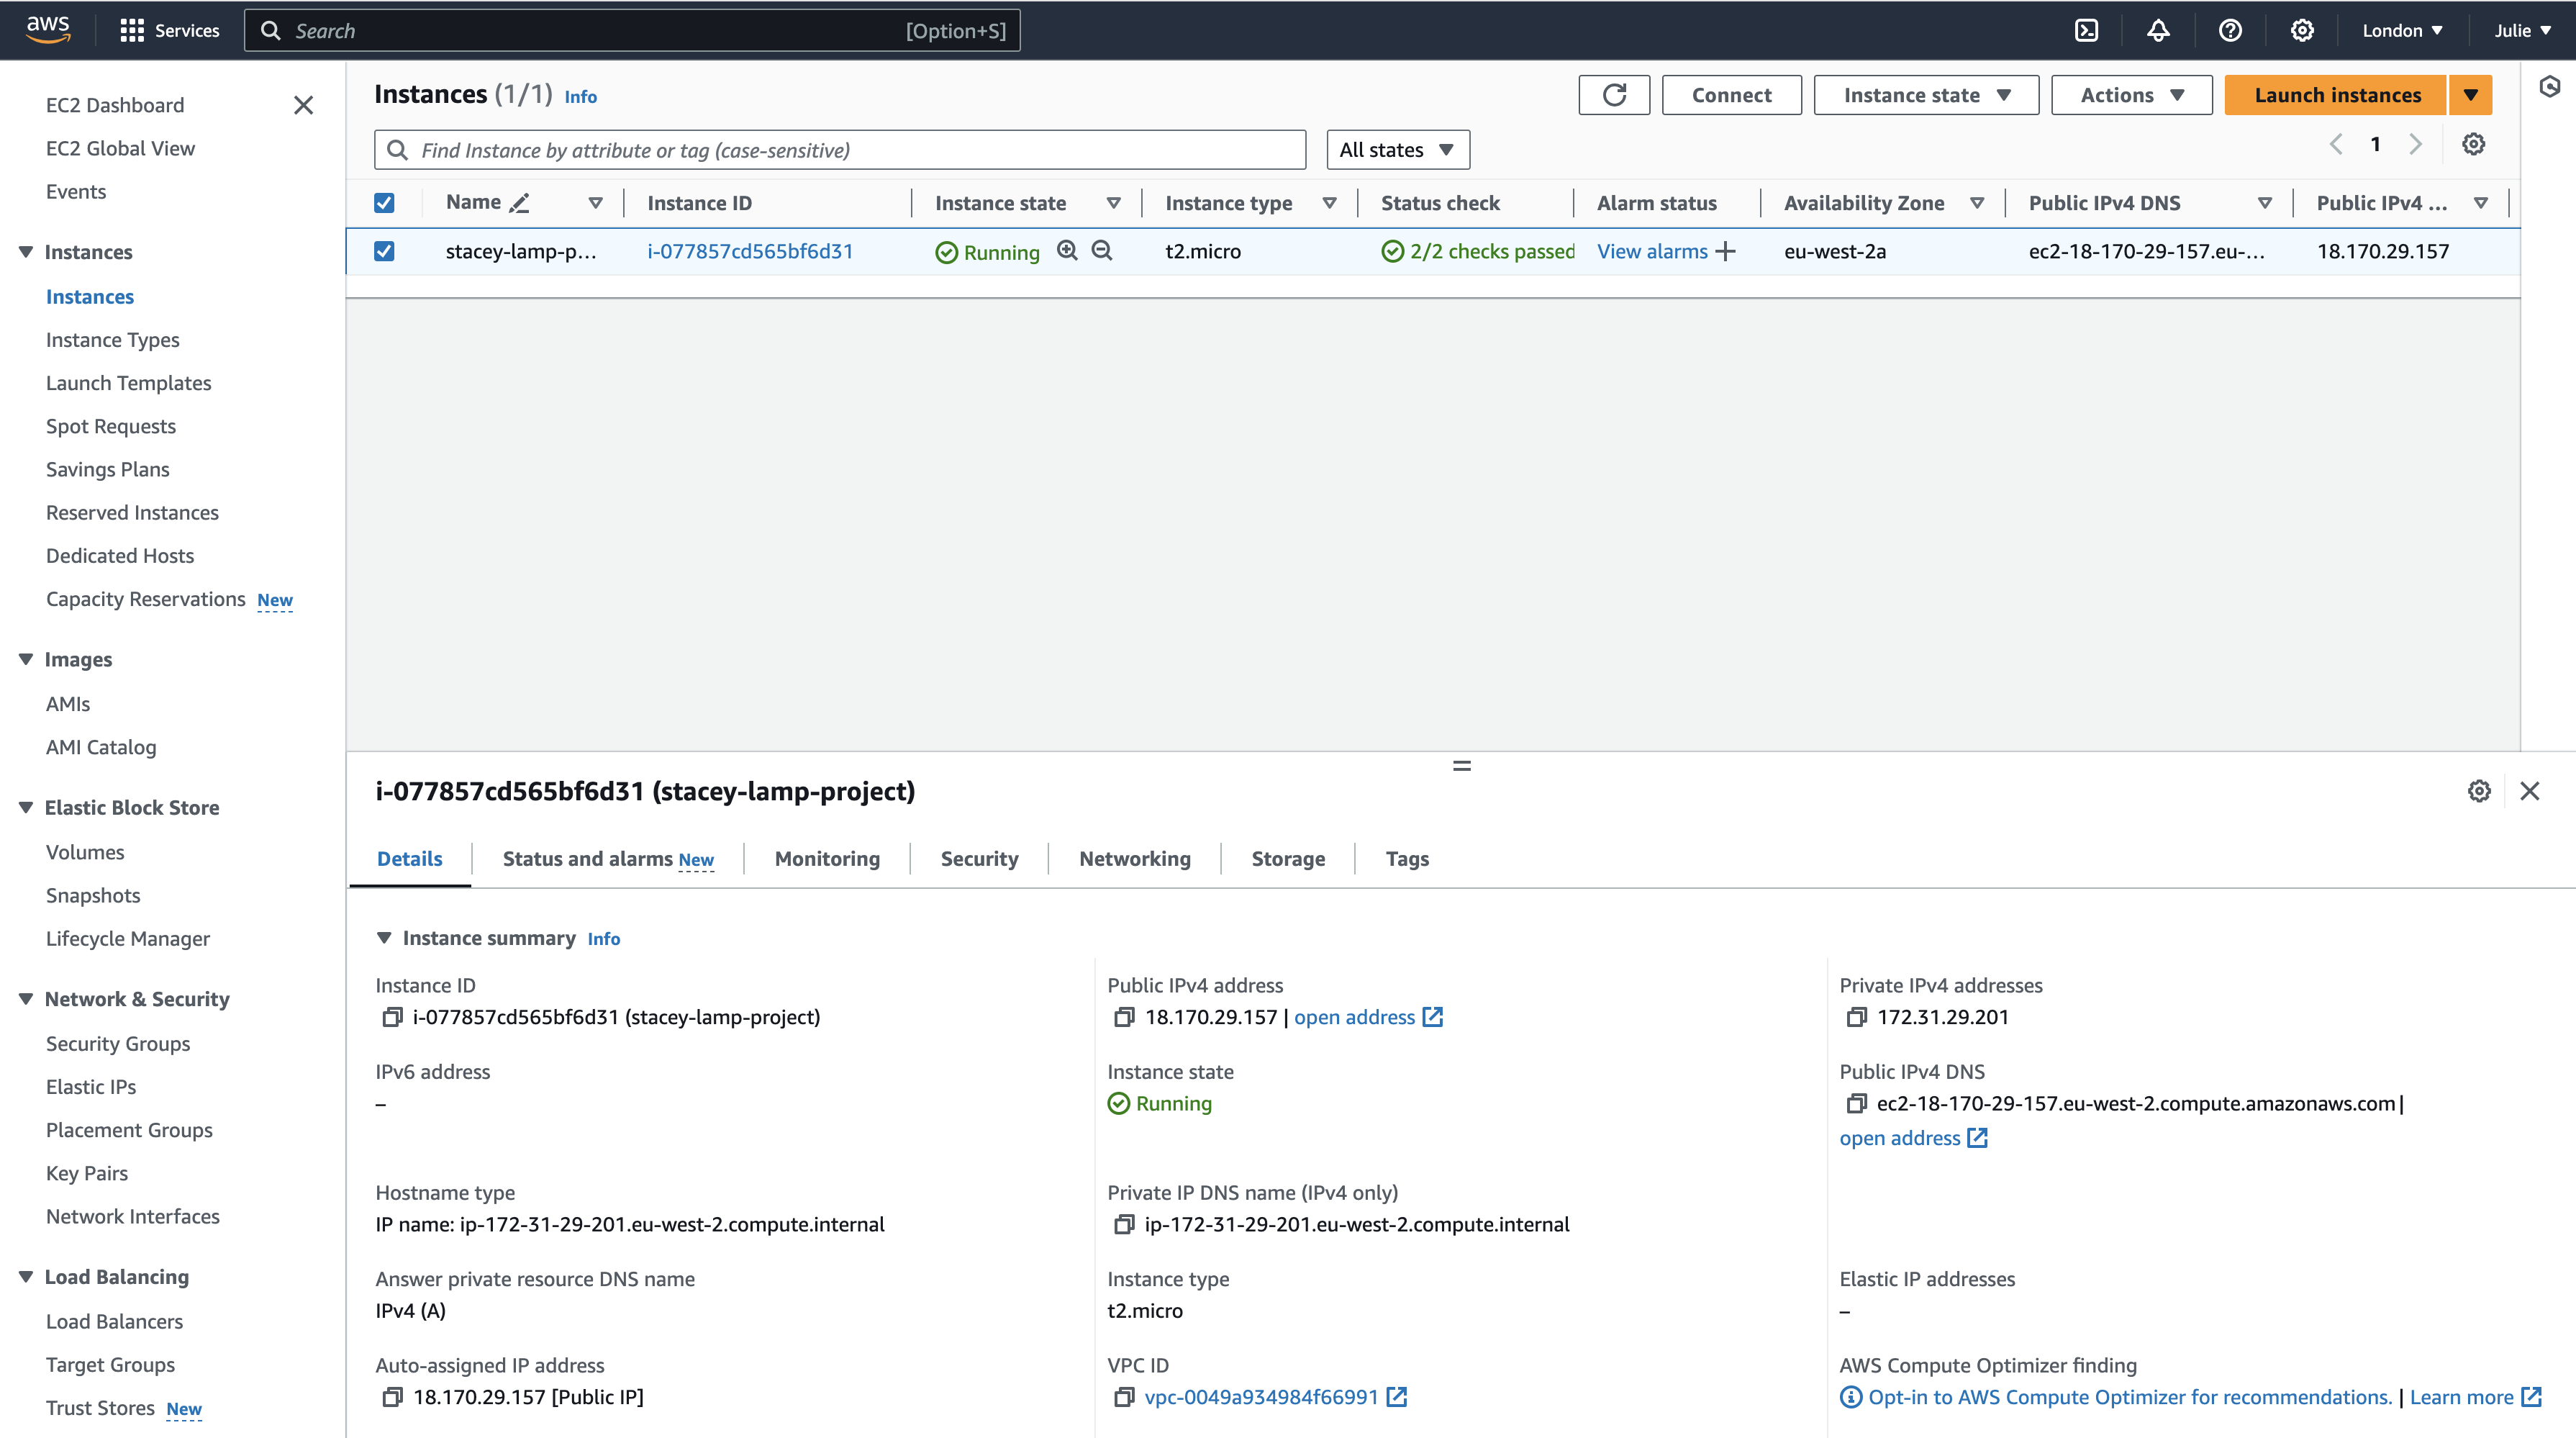 aws
Services
Search
[Option+S]
London
Julie
EC2 Dashboard
EC2 Global View
Events
Instances
Instances
Instance Types
Launch Templates
Spot Requests
Savings Plans
Reserved Instances
Dedicated Hosts
Capacity Reservations New
Images
AMIs
AMI Catalog
Elastic Block Store
Volumes
Snapshots
Lifecycle Manager
Network & Security
Security Groups
Elastic IPs
Placement Groups
Key Pairs
Network Interfaces
Load Balancing
Load Balancers
Target Groups
Trust Stores New
Instances (1/1) Info
Connect
Instance state
Actions
Launch instances
Find Instance by attribute or tag (case-sensitive)
All states
1
Name Instance ID Instance state Instance type Status check Alarm status Availability Zone Public IPv4 DNS Public IPv4 ...
stacey-lamp-p... i-077857cd565bf6d31 Running t2.micro 2/2 checks passed View alarms eu-west-2a ec2-18-170-29-157.eu-... 18.170.29.157
i-077857cd565bf6d31 (stacey-lamp-project)
Details Status and alarms New Monitoring Security Networking Storage Tags
Instance summary Info
Instance ID
i-077857cd565bf6d31 (stacey-lamp-project)
Public IPv4 address
18.170.29.157 | open address
Private IPv4 addresses
172.31.29.201
IPv6 address
–
Instance state
Running
Public IPv4 DNS
ec2-18-170-29-157.eu-west-2.compute.amazonaws.com |
open address
Hostname type
IP name: ip-172-31-29-201.eu-west-2.compute.internal
Private IP DNS name (IPv4 only)
ip-172-31-29-201.eu-west-2.compute.internal
Answer private resource DNS name
IPv4 (A)
Instance type
t2.micro
Elastic IP addresses
–
Auto-assigned IP address
18.170.29.157 [Public IP]
VPC ID
vpc-0049a934984f66991
AWS Compute Optimizer finding
Opt-in to AWS Compute Optimizer for recommendations. | Learn more